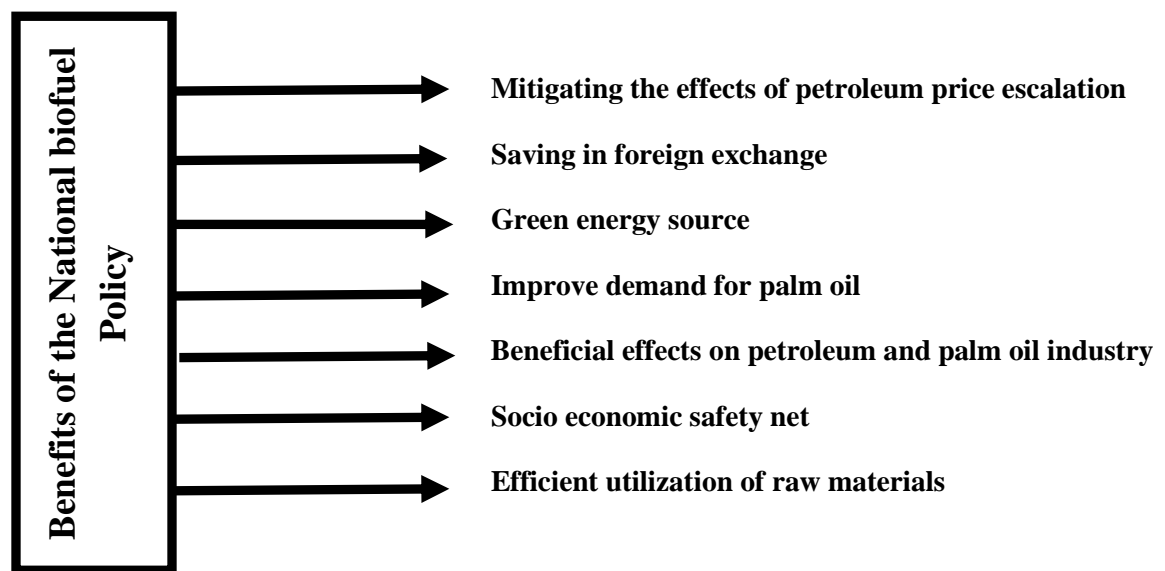 Benefits of the National biofuel
Policy
Mitigating the effects of petroleum price escalation
Saving in foreign exchange
Green energy source
Improve demand for palm oil
Beneficial effects on petroleum and palm oil industry
Socio economic safety net
Efficient utilization of raw materials